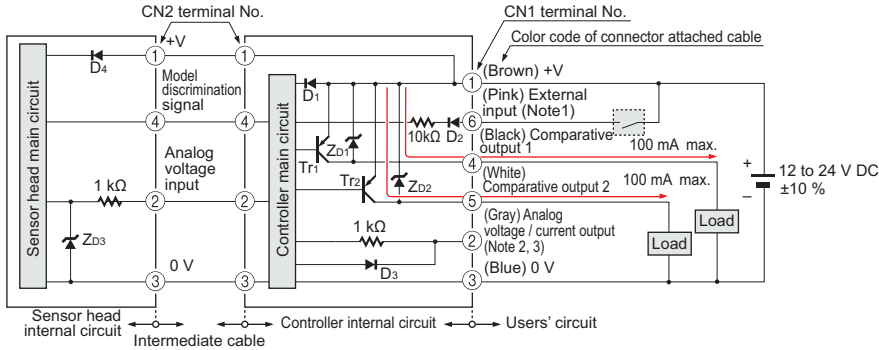 CN2 terminal No.
CN1 terminal No.
Color code of connector attached cable
+V
1
1
D4
Model
discrimination
signal
4
4
Analog
voltage
input
1 kΩ
2
2
ZD3
0 V
3
3
Sensor head main circuit
Controller main circuit
D1
1
(Brown) +V
(Pink) External
input (Note1)
10kΩ
D2
6
(Black) Comparative
output 1
100 mA max.
ZD1
Tr1
4
(White)
Comparative output 2
100 mA max.
Tr2
ZD2
5
(Gray) Analog
voltage / current output
(Note 2, 3)
1 kΩ
2
D3
(Blue) 0 V
3
Load
Load
+
−
12 to 24 V DC
±10 %
Sensor head
internal circuit
Intermediate cable
Controller internal circuit
Users' circuit